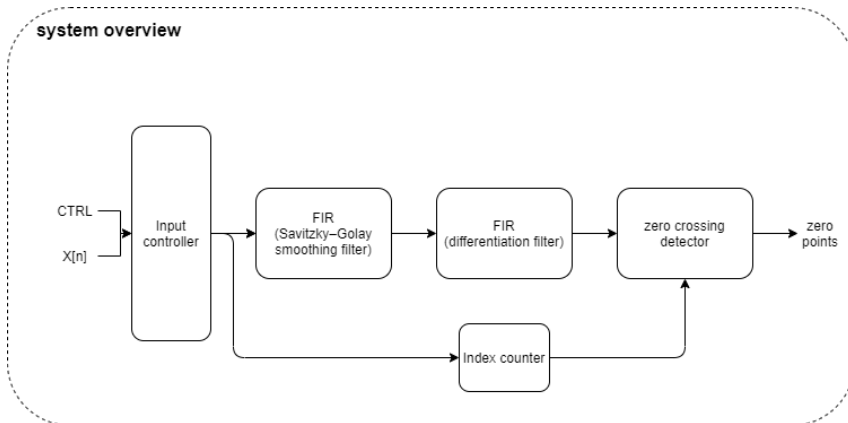 system overview
CTRL
X[n]
Input
controller
FIR
(Savitzky–Golay
smoothing filter)
FIR
(differentiation filter)
zero crossing
detector
zero
points
Index counter